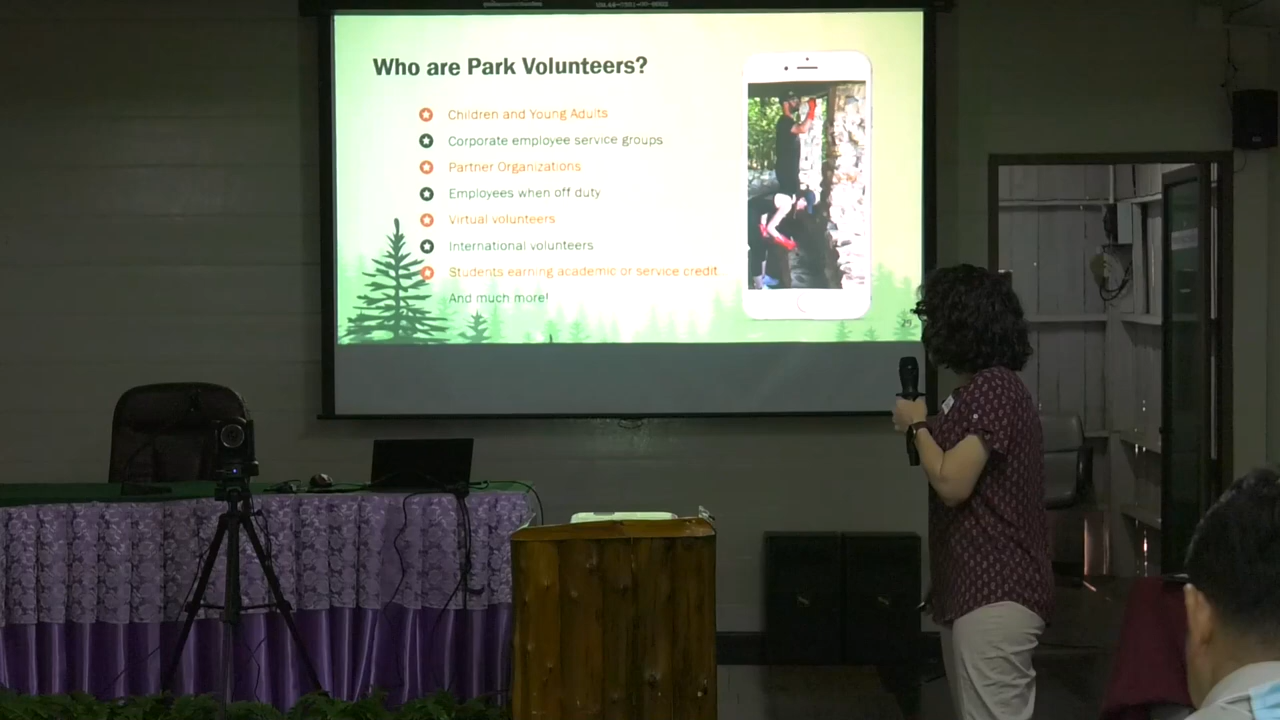 Who are Park Volunteers?
Children and Young Adults
Corporate employee service groups
Partner Organizations
Employees when off duty
Virtual volunteers
International volunteers
Students earning academic or service credit
And much more!
29